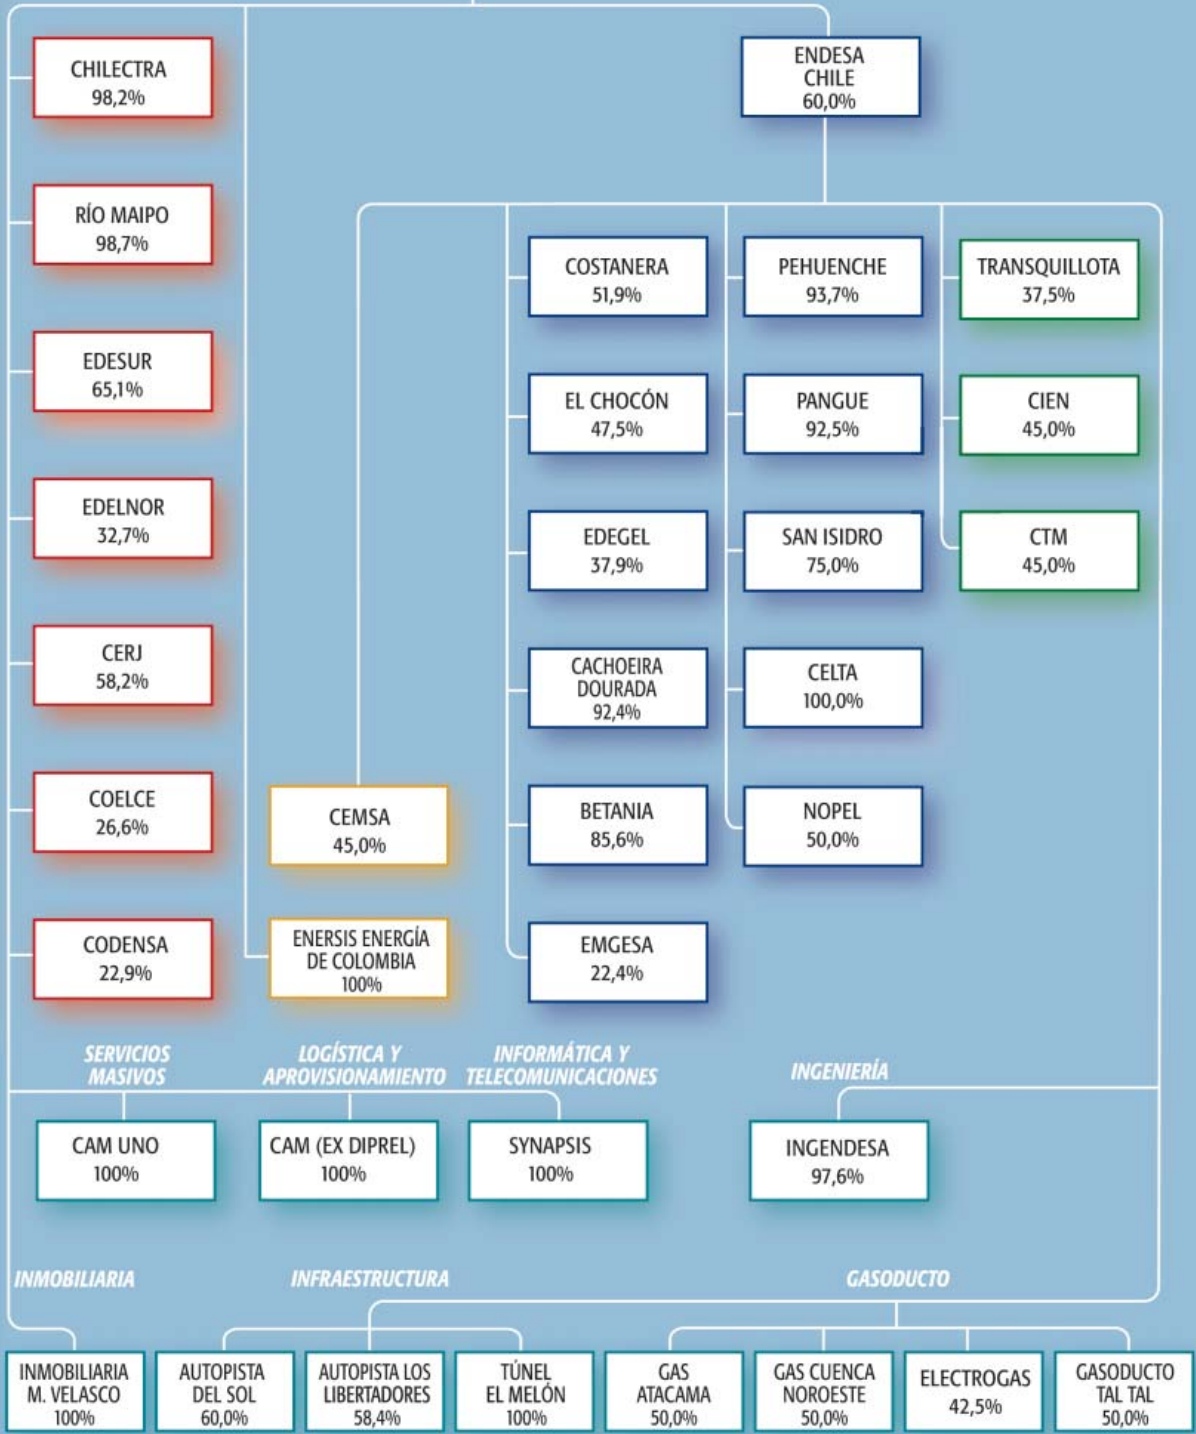 CHILECTRA
98,2%
ENDESA
CHILE
60,0%
RÍO MAIPO
98,7%
EDESUR
65,1%
EDELNOR
32,7%
CERJ
58,2%
COELCE
26,6%
CODENSA
22,9%
CEMSA
45,0%
ENERSIS ENERGÍA
DE COLOMBIA
100%
COSTANERA
51,9%
EL CHOCÓN
47,5%
EDEGEL
37,9%
CACHOEIRA
DOURADA
92,4%
BETANIA
85,6%
EMGESA
22,4%
PEHUENCHE
93,7%
PANGUE
92,5%
SAN ISIDRO
75,0%
CELTA
100,0%
NOPEL
50,0%
TRANSQUILLOTA
37,5%
CIEN
45,0%
CTM
45,0%
SERVICIOS
MASIVOS
LOGÍSTICA Y
APROVISIONAMIENTO
INFORMÁTICA Y
TELECOMUNICACIONES
INGENIERÍA
CAM UNO
100%
CAM (EX DIPREL)
100%
SYNAPSIS
100%
INGENDESA
97,6%
INMOBILIARIA
INFRAESTRUCTURA
GASODUCTO
INMOBILIARIA
M. VELASCO
100%
AUTOPISTA
DEL SOL
60,0%
AUTOPISTA LOS
LIBERTADORES
58,4%
TÚNEL
EL MELÓN
100%
GAS
ATACAMA
50,0%
GAS CUENCA
NOROESTE
50,0%
ELECTROGAS
42,5%
GASODUCTO
TAL TAL
50,0%